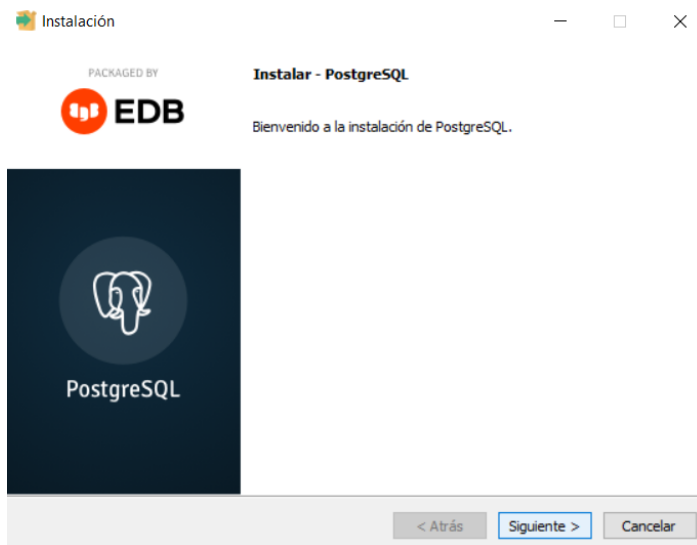 Instalación
PACKAGED BY
EDB
Instalar - PostgreSQL
Bienvenido a la instalación de PostgreSQL.
PostgreSQL
< Atrás
Siguiente >
Cancelar